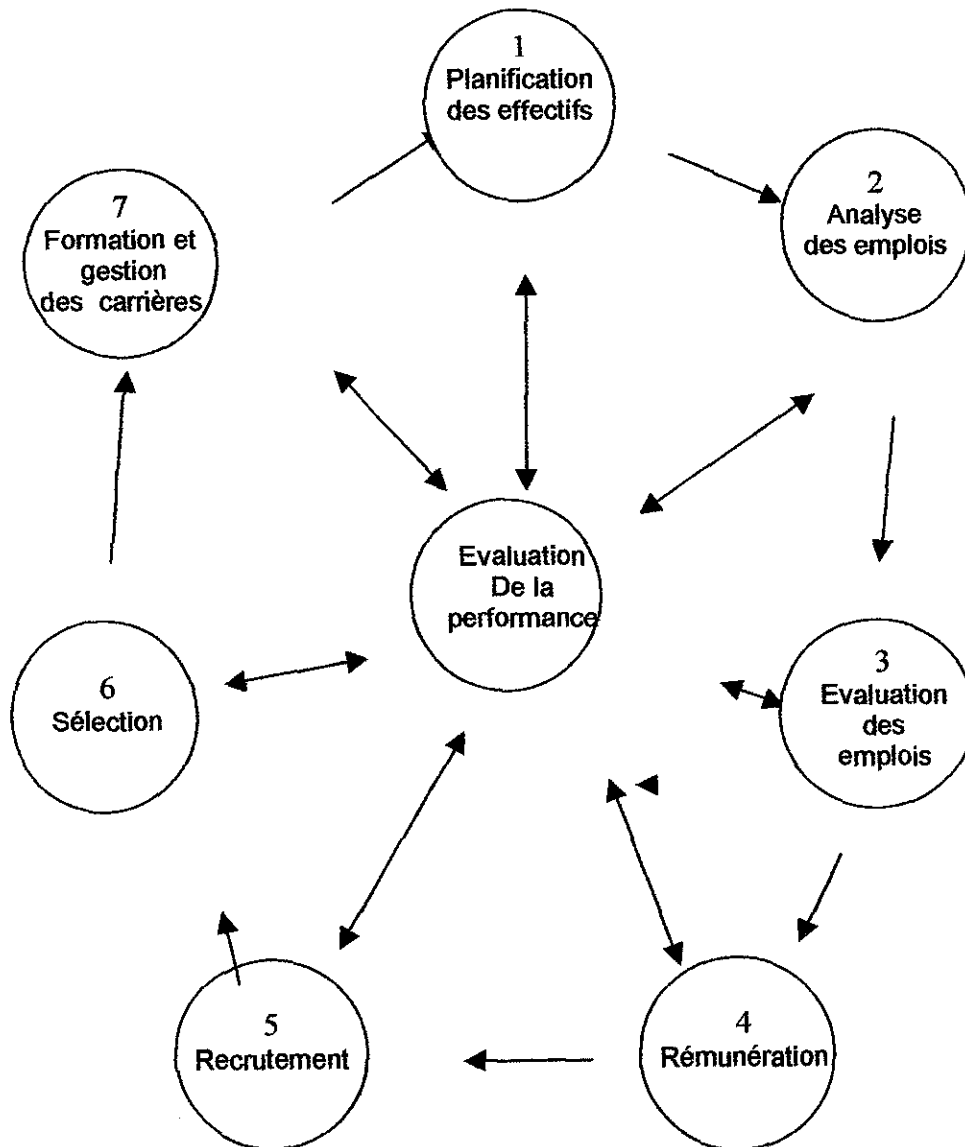 1
Planification
des effectifs
2
Analyse
des emplois
3
Evaluation
des
emplois
4
Rémunération
5
Recrutement
6
Sélection
7
Formation et
gestion
des carrières
Evaluation
De la
performance